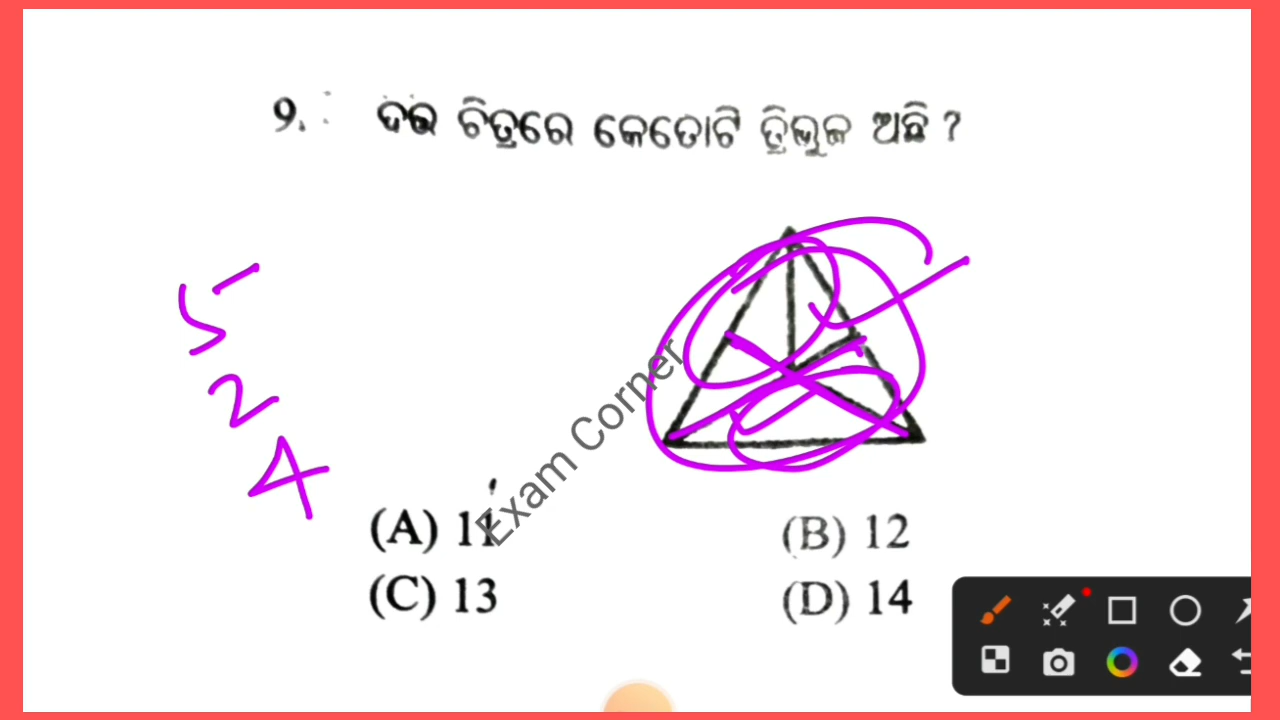 9. ଦତ୍ତ ଚିତ୍ରରେ କେତୋଟି ତ୍ରିଭୁଜ ଅଛି ?
5
2
4
Exam Corner
(A) 11 (B) 12
(C) 13 (D) 14